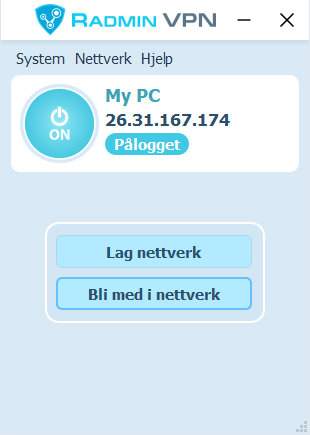 RADMIN VPN
System Nettverk Hjelp
ON
My PC
26.31.167.174
Pålogget
Lag nettverk
Bli med i nettverk